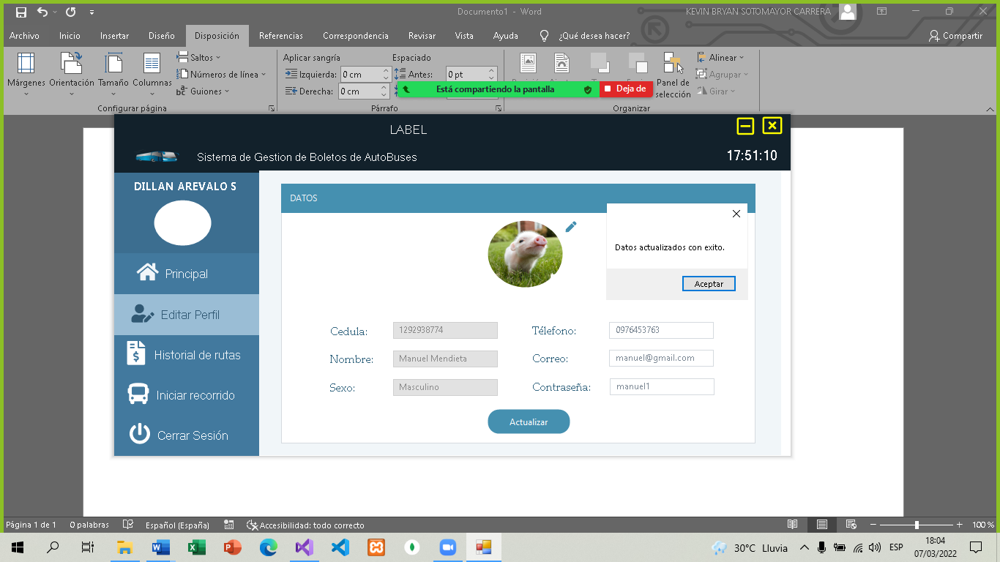 Documento1 - Word
KEVIN BRYAN SOTOMAYOR CARRERA
Archivo Inicio Insertar Diseño Disposición Referencias Correspondencia Revisar Vista Ayuda ¿Qué desea hacer? Compartir
Márgenes
Orientación
Tamaño
Columnas
Saltos
Números de línea
Guiones
Configurar página
Aplicar sangría
Izquierda: 0 cm
Derecha: 0 cm
Espaciado
Antes: 0 pt
Párrafo
Panel de
selección
Alinear
Agrupar
Girar
Organizar
Está compartiendo la pantalla
Deja de
LABEL
Sistema de Gestion de Boletos de AutoBuses
17:51:10
DILLAN AREVALO S
Principal
Editar Perfil
Historial de rutas
Iniciar recorrido
Cerrar Sesión
DATOS
Datos actualizados con exito.
Aceptar
Cedula: 1292938774
Télefono: 0976453763
Nombre: Manuel Mendieta
Correo: manuel@gmail.com
Sexo: Masculino
Contraseña: manuel1
Actualizar
Página 1 de 1 0 palabras Español (España) Accesibilidad: todo correcto 100 %
30°C Lluvia ESP
18:04
07/03/2022